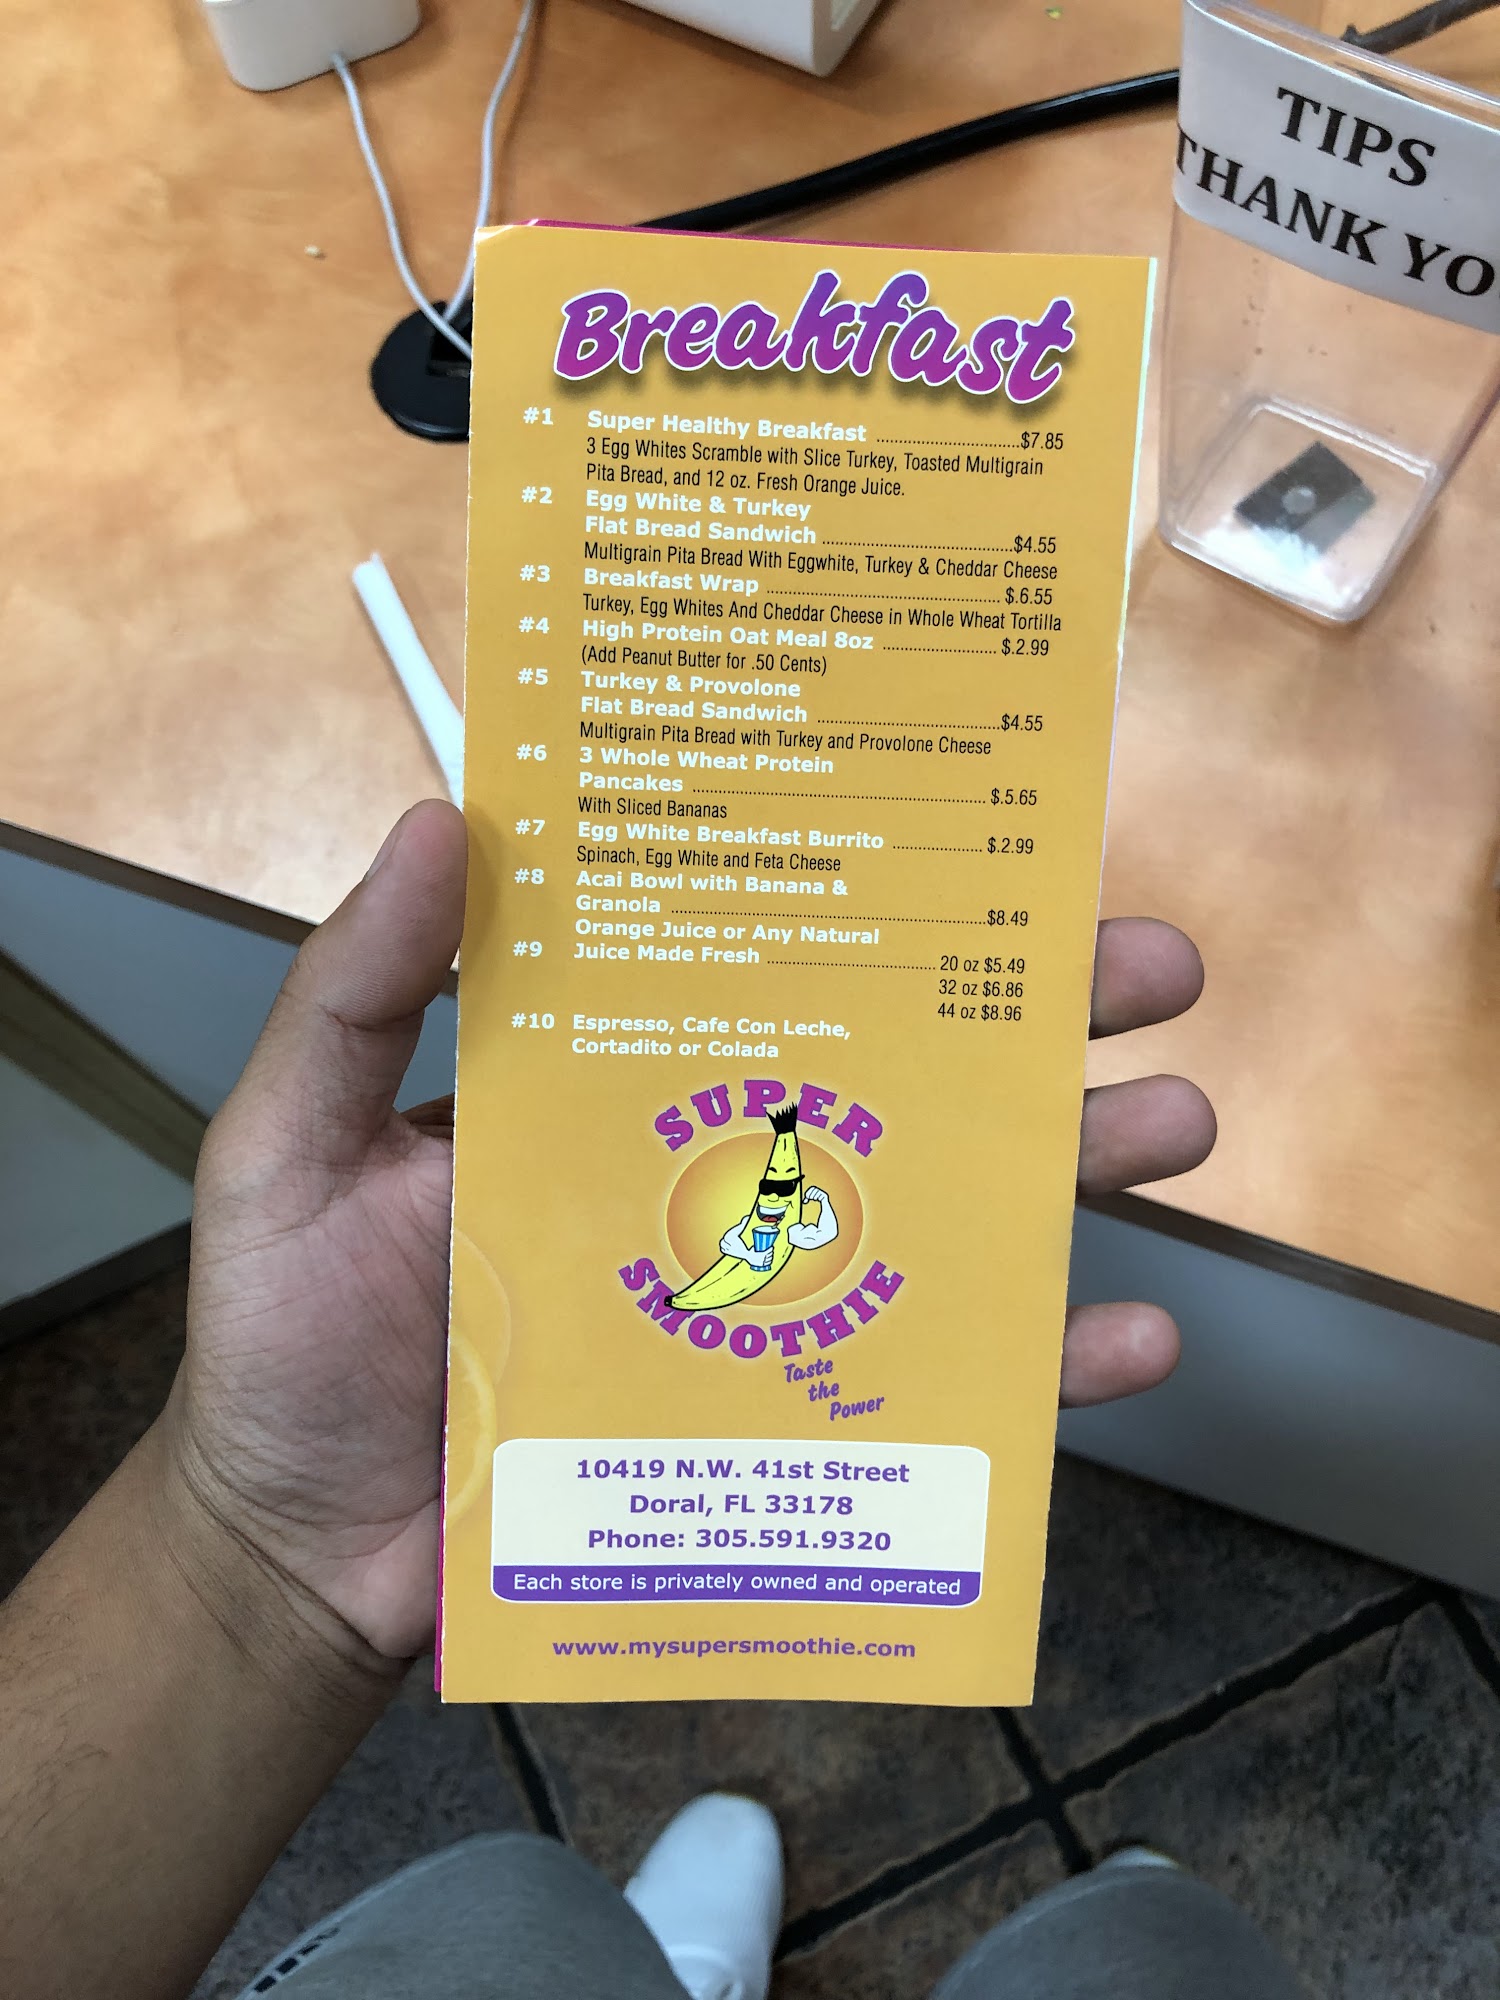 TIPS
THANK YO
Breakfast
#1 Super Healthy Breakfast ..............................$7.85
3 Egg Whites Scramble with Slice Turkey, Toasted Multigrain
Pita Bread, and 12 oz. Fresh Orange Juice.
#2 Egg White & Turkey
Flat Bread Sandwich ..........................................$4.55
Multigrain Pita Bread With Eggwhite, Turkey & Cheddar Cheese
#3 Breakfast Wrap .................................................. $.6.55
Turkey, Egg Whites And Cheddar Cheese in Whole Wheat Tortilla
#4 High Protein Oat Meal 8oz ......................... $.2.99
(Add Peanut Butter for .50 Cents)
#5 Turkey & Provolone
Flat Bread Sandwich ........................................$4.55
Multigrain Pita Bread with Turkey and Provolone Cheese
#6 3 Whole Wheat Protein
Pancakes ................................................................ $.5.65
With Sliced Bananas
#7 Egg White Breakfast Burrito .................... $.2.99
Spinach, Egg White and Feta Cheese
#8 Acai Bowl with Banana &
Granola ......................................................................$8.49
Orange Juice or Any Natural
#9 Juice Made Fresh ..................................... 20 oz $5.49
32 oz $6.86
44 oz $8.96
#10 Espresso, Cafe Con Leche,
Cortadito or Colada
SUPER
SMOOTHIE
Taste
the
Power
10419 N.W. 41st Street
Doral, FL 33178
Phone: 305.591.9320
Each store is privately owned and operated
www.mysupersmoothie.com